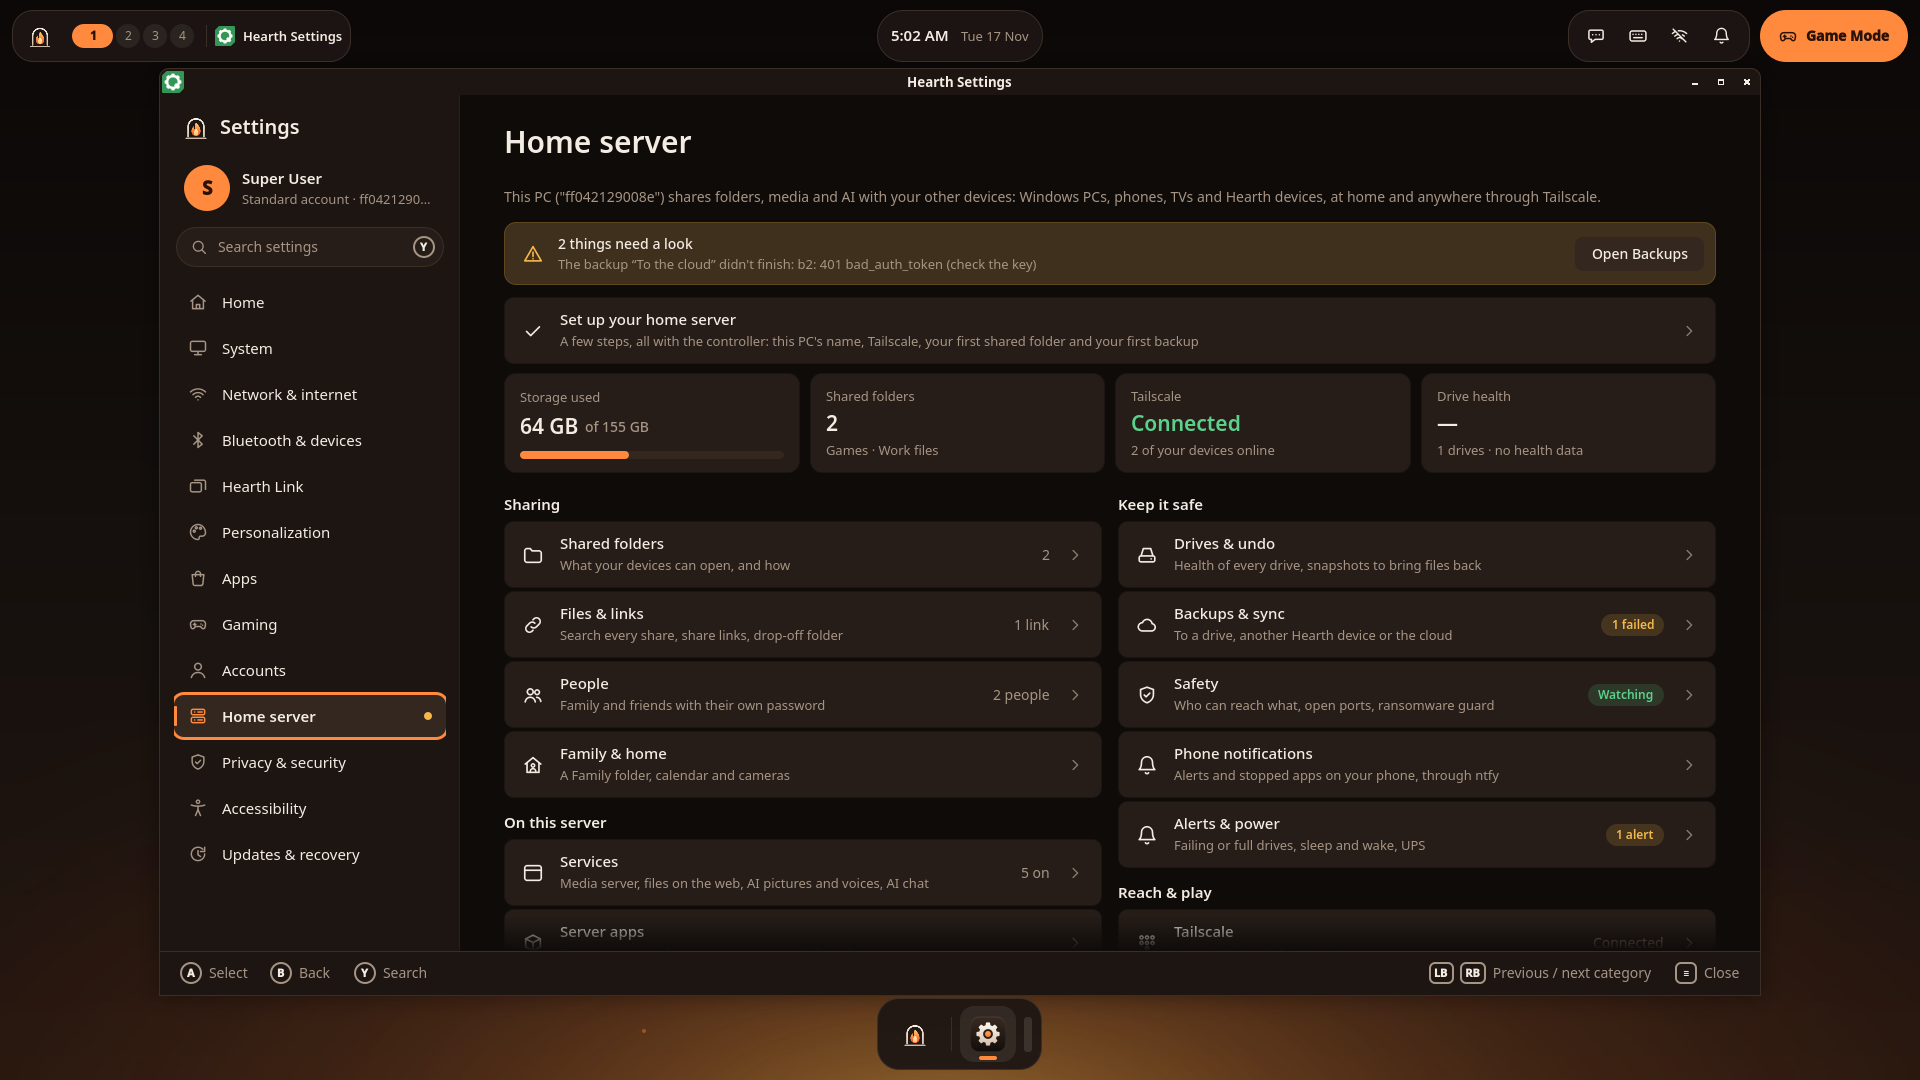 1 2 3 4 Hearth Settings
5:02 AM Tue 17 Nov
Game Mode
Hearth Settings
Settings
S
Super User
Standard account · ff0421290...
Search settings Y
Home
System
Network & internet
Bluetooth & devices
Hearth Link
Personalization
Apps
Gaming
Accounts
Home server
Privacy & security
Accessibility
Updates & recovery
Home server
This PC ("ff042129008e") shares folders, media and AI with your other devices: Windows PCs, phones, TVs and Hearth devices, at home and anywhere through Tailscale.
2 things need a look
The backup “To the cloud” didn't finish: b2: 401 bad_auth_token (check the key)
Open Backups
Set up your home server
A few steps, all with the controller: this PC's name, Tailscale, your first shared folder and your first backup
Storage used
64 GB of 155 GB
Shared folders
2
Games · Work files
Tailscale
Connected
2 of your devices online
Drive health
—
1 drives · no health data
Sharing
Shared folders
What your devices can open, and how
2
Files & links
Search every share, share links, drop-off folder
1 link
People
Family and friends with their own password
2 people
Family & home
A Family folder, calendar and cameras
On this server
Services
Media server, files on the web, AI pictures and voices, AI chat
5 on
Server apps
Keep it safe
Drives & undo
Health of every drive, snapshots to bring files back
Backups & sync
To a drive, another Hearth device or the cloud
1 failed
Safety
Who can reach what, open ports, ransomware guard
Watching
Phone notifications
Alerts and stopped apps on your phone, through ntfy
Alerts & power
Failing or full drives, sleep and wake, UPS
1 alert
Reach & play
Tailscale
Connected
A Select B Back Y Search
LB RB Previous / next category Close